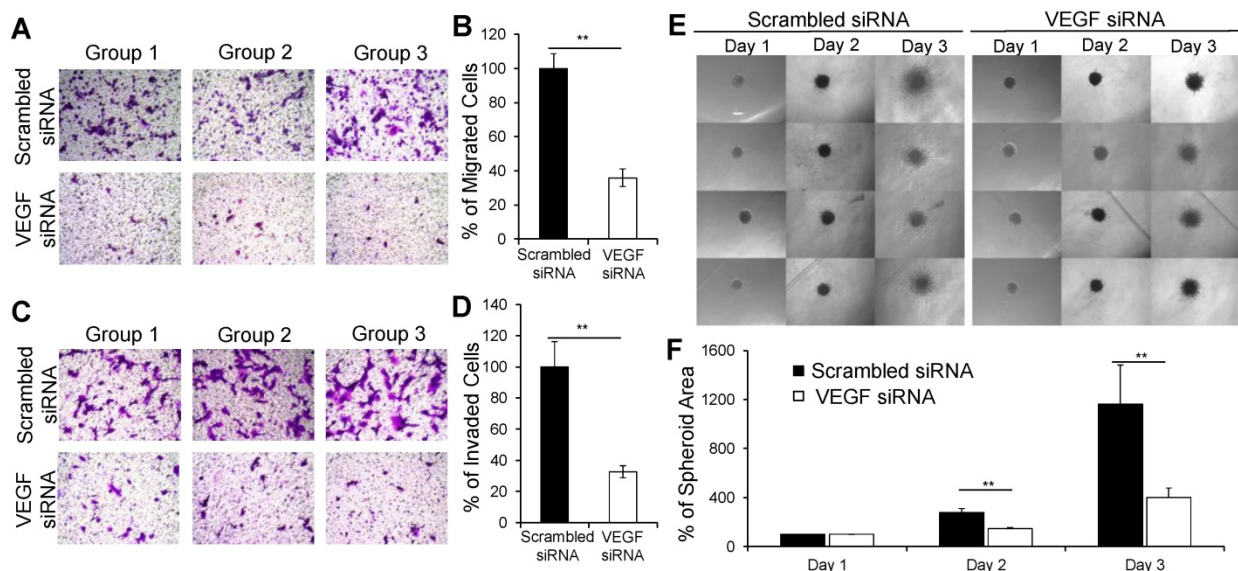 A
Group 1 Group 2 Group 3
Scrambled
siRNA
VEGF
siRNA
B
% of Migrated Cells
120
100
80
60
40
20
0
**
Scrambled
siRNA
VEGF
siRNA
C
Group 1 Group 2 Group 3
Scrambled
siRNA
VEGF
siRNA
D
% of Invaded Cells
140
120
100
80
60
40
20
0
**
Scrambled
siRNA
VEGF
siRNA
E
Scrambled siRNA
Day 1 Day 2 Day 3
VEGF siRNA
Day 1 Day 2 Day 3
F
% of Spheroid Area
1600
1200
800
400
0
Scrambled siRNA
VEGF siRNA
**
**
Day 1 Day 2 Day 3